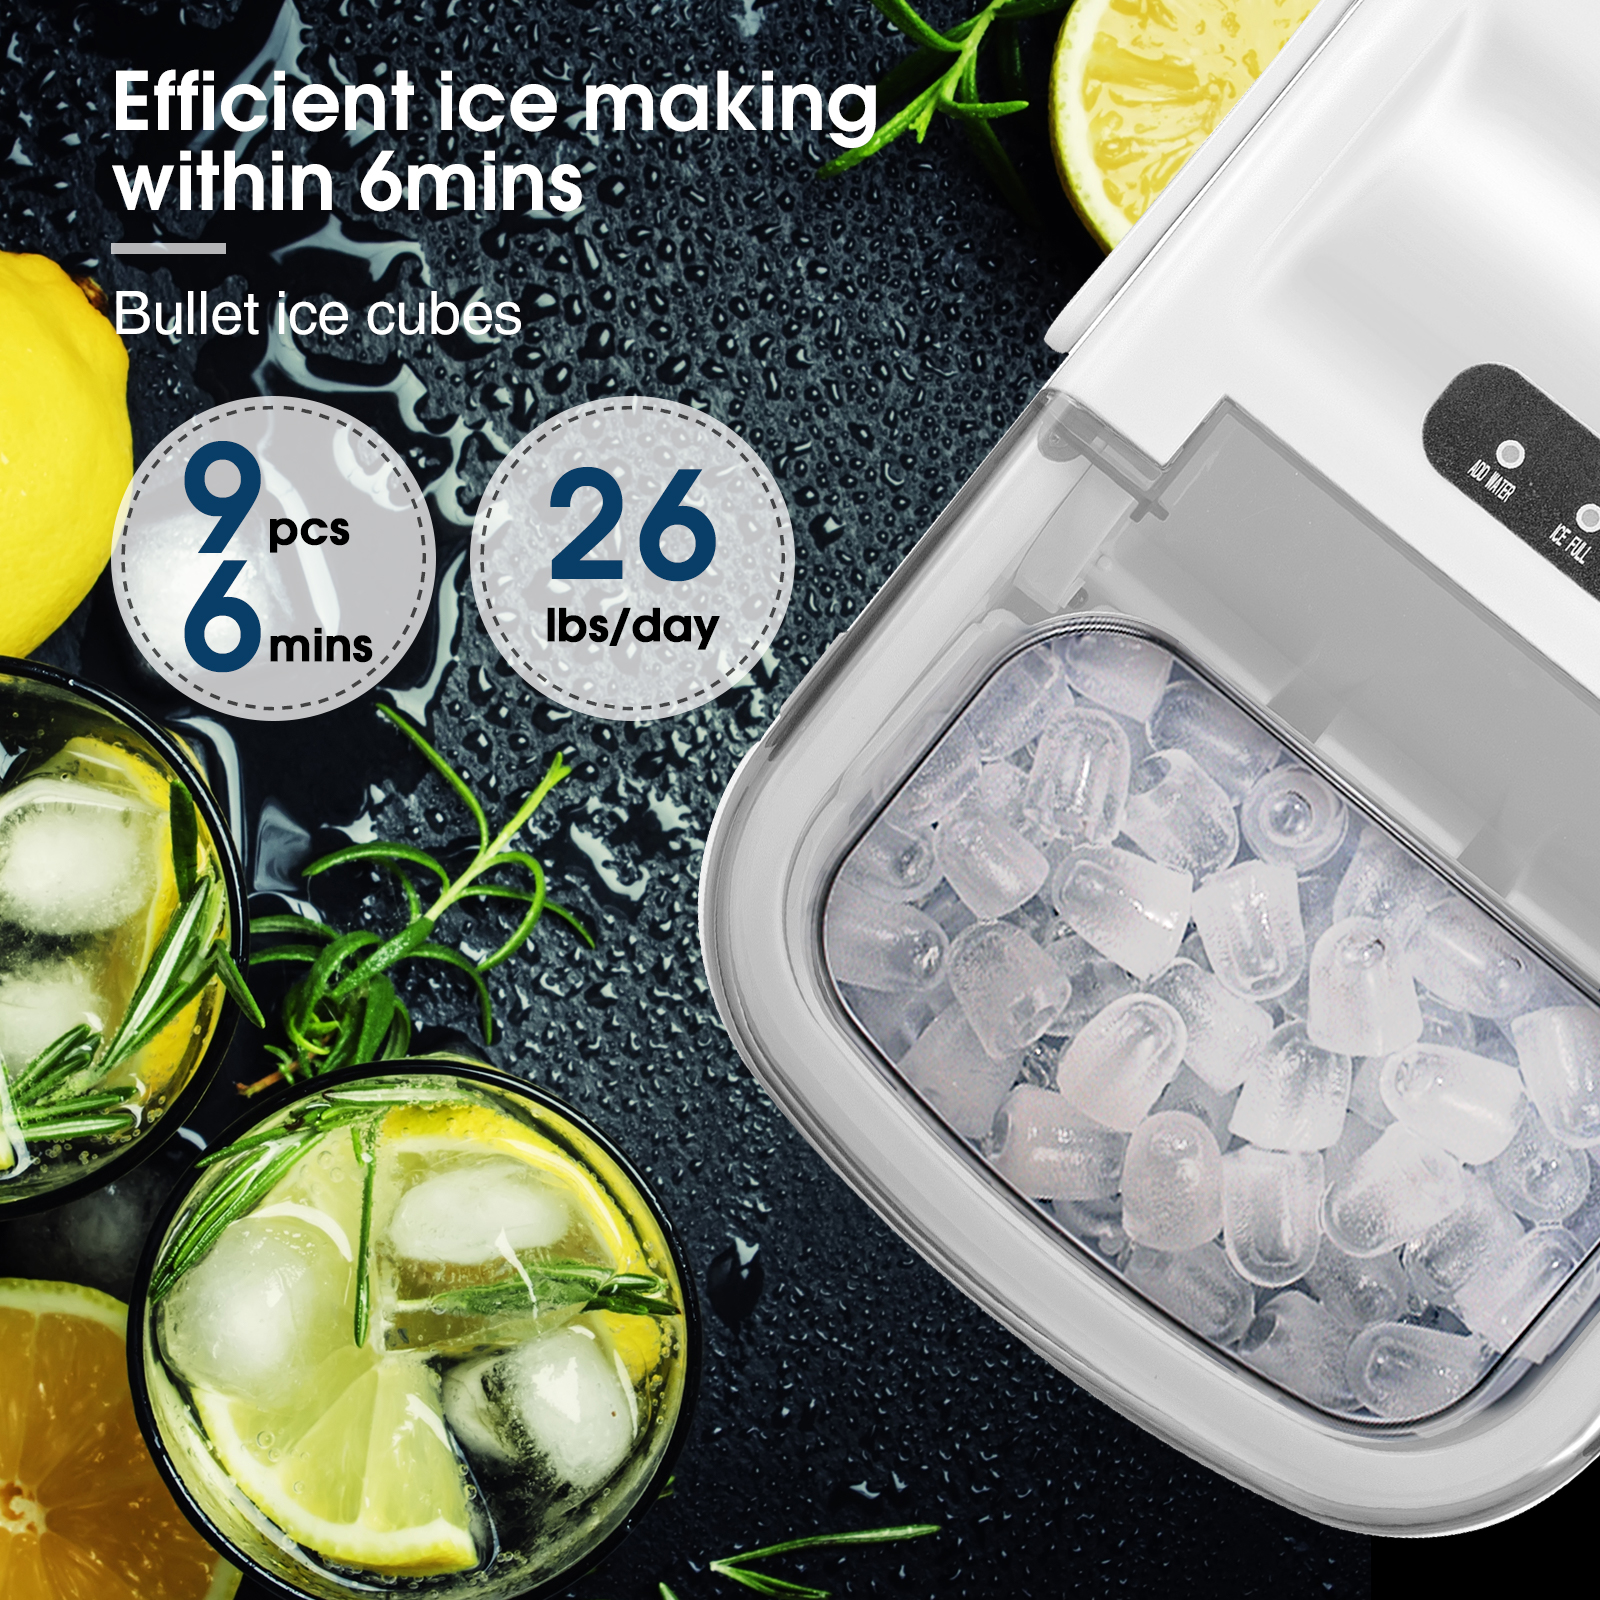 Efficient ice making
within 6mins
Bullet ice cubes
9 pcs
6 mins
26
lbs/day
ADD WATER
ICE FULL